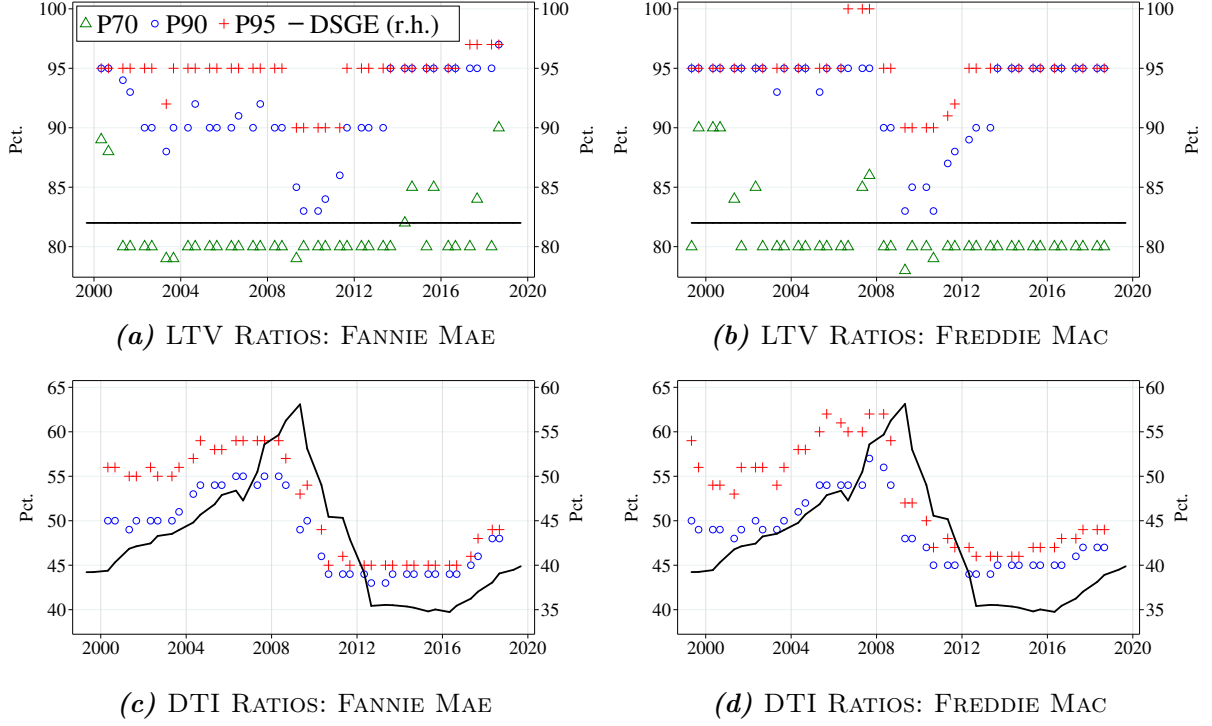 P70 P90 P95 DSGE (r.h.)
100 95 90 85 80
Pct.
100 95 90 85 80
Pct.
2000 2004 2008 2012 2016 2020
(a) LTV RATIOS: FANNIE MAE
100 95 90 85 80
Pct.
100 95 90 85 80
Pct.
2000 2004 2008 2012 2016 2020
(b) LTV RATIOS: FREDDIE MAC
65 60 55 50 45 40
Pct.
60 55 50 45 40 35
Pct.
2000 2004 2008 2012 2016 2020
(c) DTI RATIOS: FANNIE MAE
65 60 55 50 45 40
Pct.
60 55 50 45 40 35
Pct.
2000 2004 2008 2012 2016 2020
(d) DTI RATIOS: FREDDIE MAC